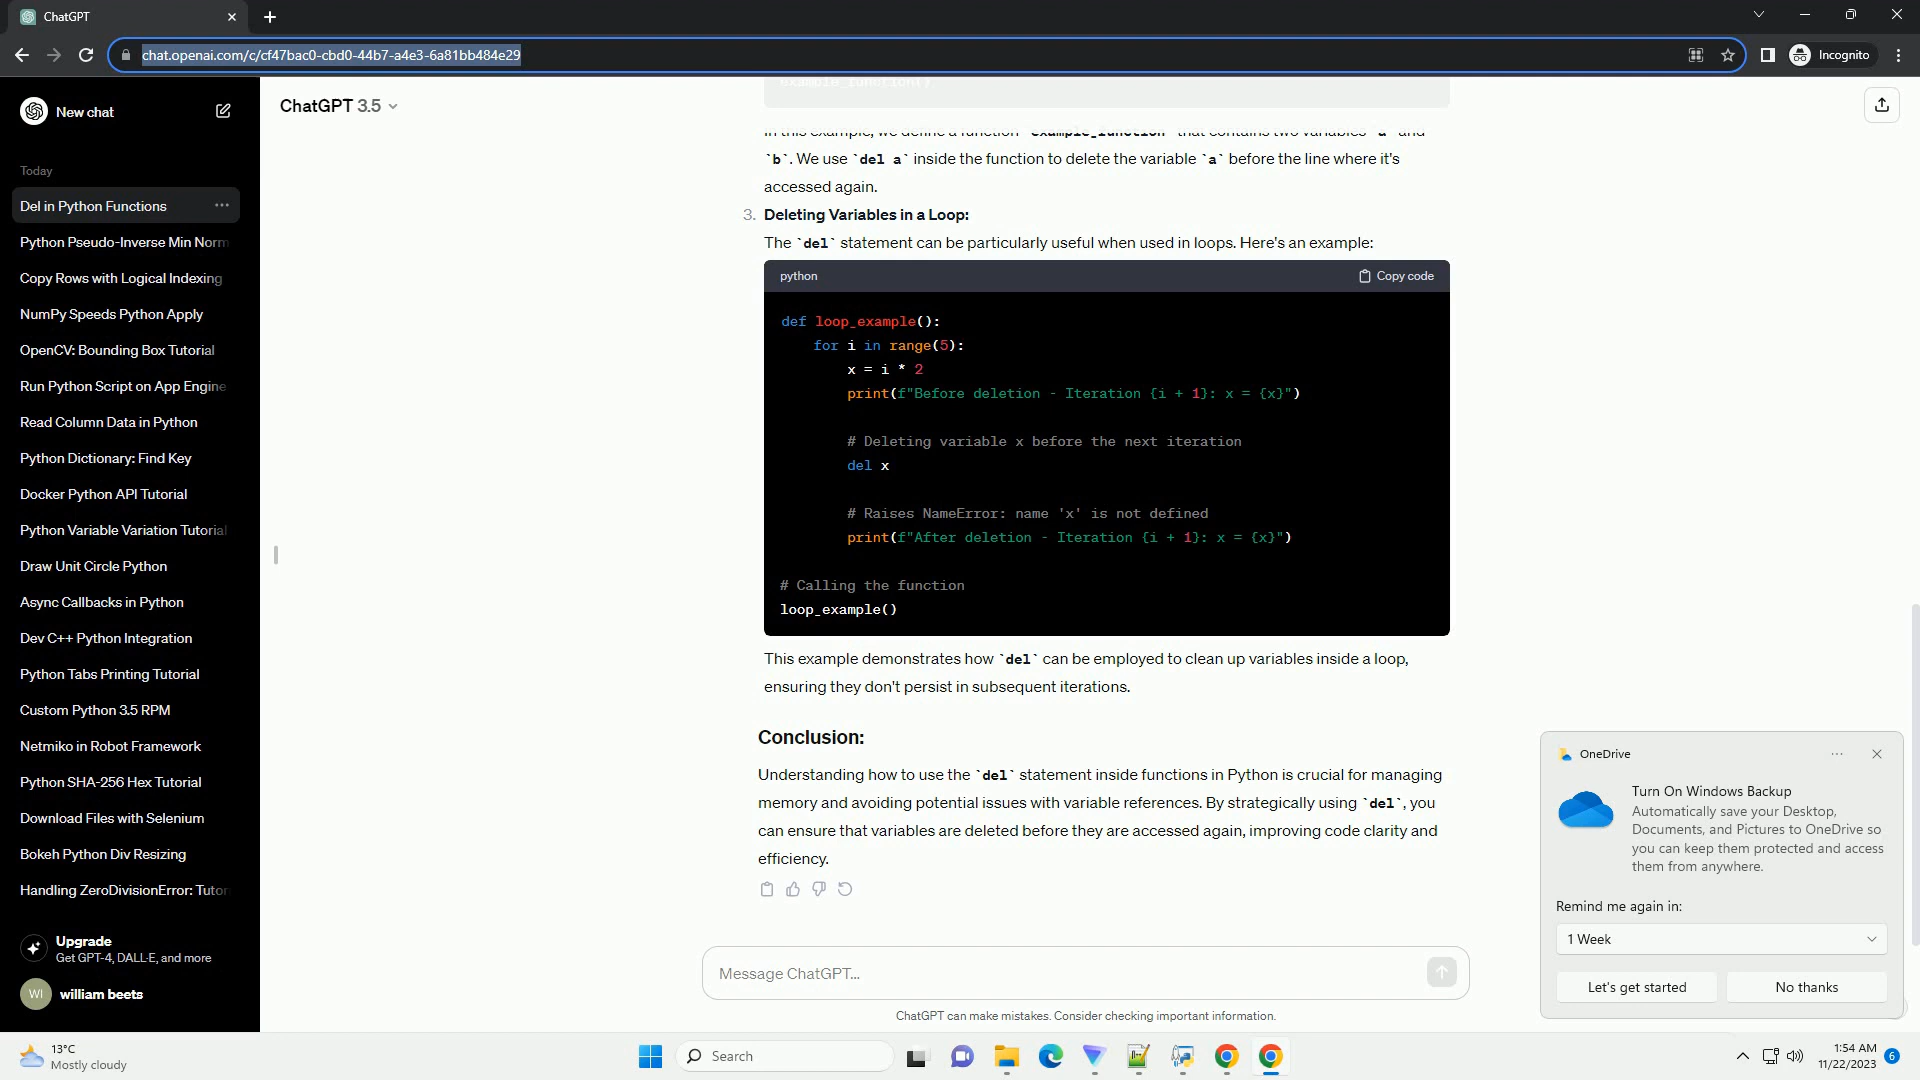 ChatGPT
chat.openai.com/c/cf47bac0-cbd0-44b7-a4e3-6a81bb484e29
Incognito
New chat
Today
Del in Python Functions
Python Pseudo-Inverse Min Norm
Copy Rows with Logical Indexing
NumPy Speeds Python Apply
OpenCV: Bounding Box Tutorial
Run Python Script on App Engine
Read Column Data in Python
Python Dictionary: Find Key
Docker Python API Tutorial
Python Variable Variation Tutorial
Draw Unit Circle Python
Async Callbacks in Python
Dev C++ Python Integration
Python Tabs Printing Tutorial
Custom Python 3.5 RPM
Netmiko in Robot Framework
Python SHA-256 Hex Tutorial
Download Files with Selenium
Bokeh Python Div Resizing
Handling ZeroDivisionError: Tutor
Upgrade
Get GPT-4, DALL·E, and more
WI william beets
ChatGPT 3.5
example_function()
In this example, we define a function `example_function` that contains two variables `a` and
`b`. We use `del a` inside the function to delete the variable `a` before the line where it's
accessed again.
3. Deleting Variables in a Loop:
The `del` statement can be particularly useful when used in loops. Here's an example:
python Copy code
def loop_example():
for i in range(5):
x = i * 2
print(f"Before deletion - Iteration {i + 1}: x = {x}")
# Deleting variable x before the next iteration
del x
# Raises NameError: name 'x' is not defined
print(f"After deletion - Iteration {i + 1}: x = {x}")
# Calling the function
loop_example()
This example demonstrates how `del` can be employed to clean up variables inside a loop,
ensuring they don't persist in subsequent iterations.
Conclusion:
Understanding how to use the `del` statement inside functions in Python is crucial for managing
memory and avoiding potential issues with variable references. By strategically using `del`, you
can ensure that variables are deleted before they are accessed again, improving code clarity and
efficiency.
Message ChatGPT...
ChatGPT can make mistakes. Consider checking important information.
OneDrive
Turn On Windows Backup
Automatically save your Desktop,
Documents, and Pictures to OneDrive so
you can keep them protected and access
them from anywhere.
Remind me again in:
1 Week
Let's get started
No thanks
13°C
Mostly cloudy
Search
1:54 AM
11/22/2023
6